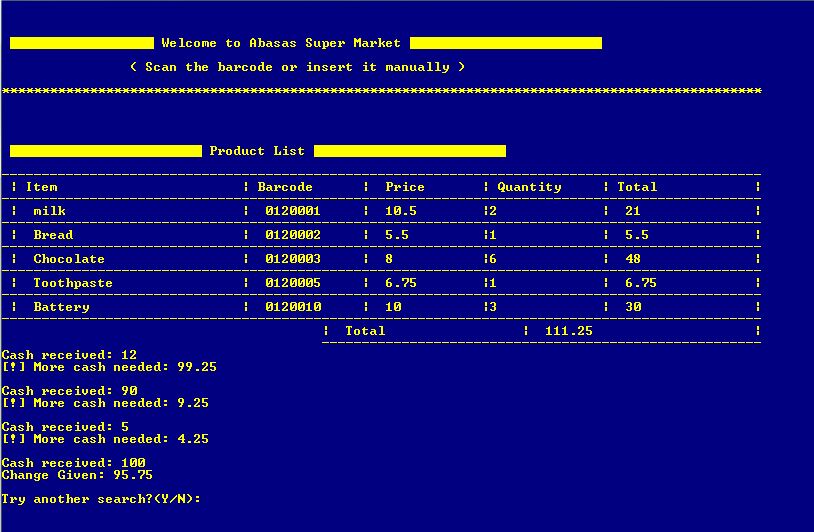 Welcome to Abasas Super Market
( Scan the barcode or insert it manually )
***********************************************************************************************
Product List
¦ Item ¦ Barcode ¦ Price ¦ Quantity ¦ Total ¦
¦ milk ¦ 0120001 ¦ 10.5 ¦2 ¦ 21 ¦
¦ Bread ¦ 0120002 ¦ 5.5 ¦1 ¦ 5.5 ¦
¦ Chocolate ¦ 0120003 ¦ 8 ¦6 ¦ 48 ¦
¦ Toothpaste ¦ 0120005 ¦ 6.75 ¦1 ¦ 6.75 ¦
¦ Battery ¦ 0120010 ¦ 10 ¦3 ¦ 30 ¦
¦ Total ¦ 111.25 ¦
Cash received: 12
[!] More cash needed: 99.25
Cash received: 90
[!] More cash needed: 9.25
Cash received: 5
[!] More cash needed: 4.25
Cash received: 100
Change Given: 95.75
Try another search?(Y/N):